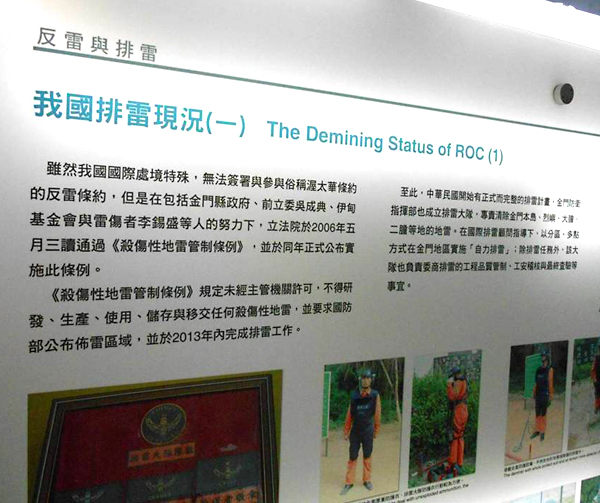 反雷與排雷
我國排雷現況(一) The Demining Status of ROC (1)
雖然我國國際處境特殊，無法簽署與參與俗稱渥太華條約
的反雷條約，但是在包括金門縣政府、前立委吳成典、伊甸
基金會與雷傷者李錫盛等人的努力下，立法院於2006年五
月三讀通過《殺傷性地雷管制條例》，並於同年正式公布實
施此條例。
《殺傷性地雷管制條例》規定未經主管機關許可，不得研
發、生產、使用、儲存與移交任何殺傷性地雷，並要求國防
部公布佈雷區域，並於2013年內完成排雷工作。
至此，中華民國開始有正式而完整的排雷計畫，金門防衛
指揮部也成立排雷大隊，專責清除金門本島、烈嶼、大膽、
二膽等地的地雷。在國際排雷顧問指導下，以分區、多點
方式在金門地區實施「自力排雷」；除排雷任務外，該大
隊也負責委商排雷的工程品質管制、工安稽核與最終查驗等
事宜。